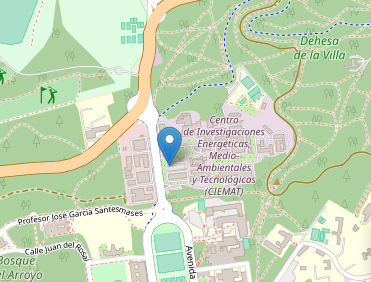 Dehesa
de la Villa
Centro
de Investigaciones
Energéticas,
Medio-
Ambientales
y Tecnológicas
(CIEMAT)
Profesor José García Santesmases
Calle Juan del Rosal
Avenida
Bosque
el Arroyo